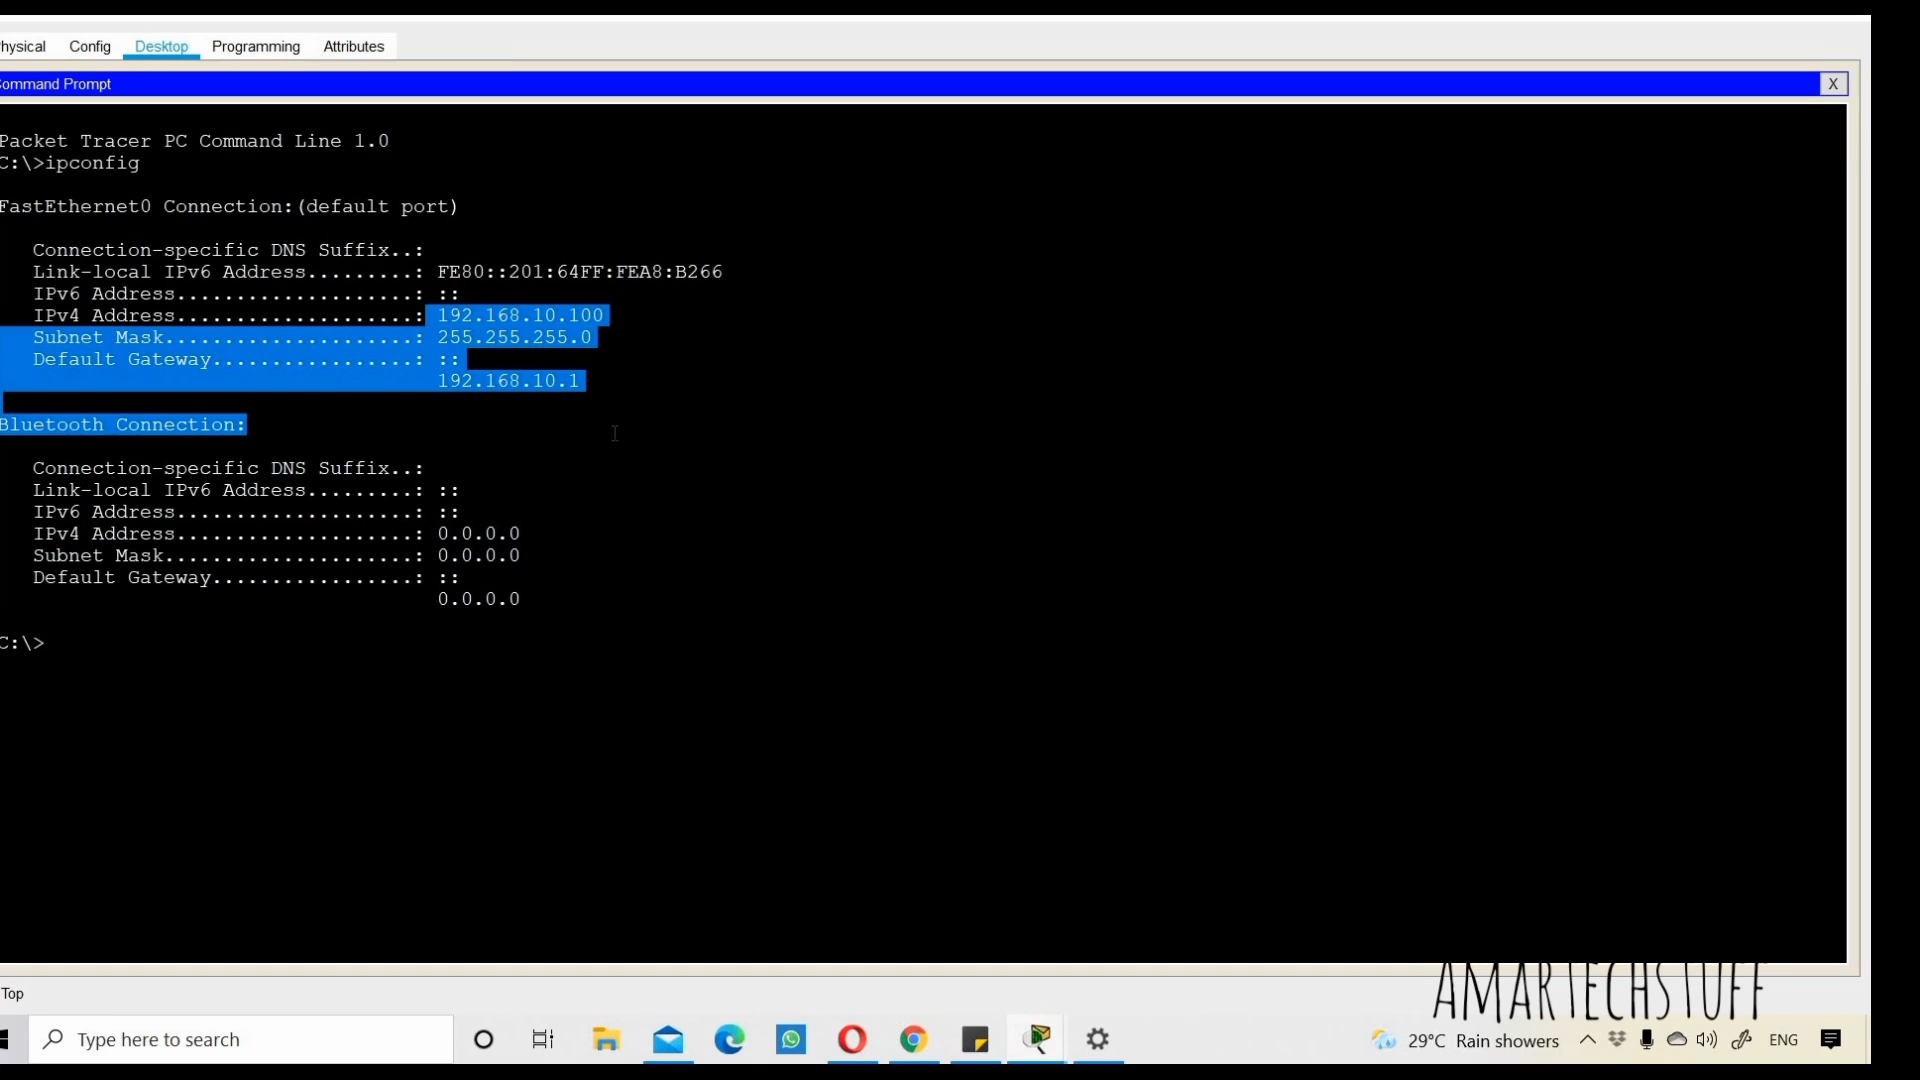 hysical Config Desktop Programming Attributes
ommand Prompt X
Packet Tracer PC Command Line 1.0
C:\>ipconfig
FastEthernet0 Connection:(default port)
Connection-specific DNS Suffix..:
Link-local IPv6 Address.........: FE80::201:64FF:FEA8:B266
IPv6 Address....................: ::
IPv4 Address....................: 192.168.10.100
Subnet Mask.....................: 255.255.255.0
Default Gateway.................: ::
192.168.10.1
Bluetooth Connection:
Connection-specific DNS Suffix..:
Link-local IPv6 Address.........: ::
IPv6 Address....................: ::
IPv4 Address....................: 0.0.0.0
Subnet Mask.....................: 0.0.0.0
Default Gateway.................: ::
0.0.0.0
C:\>
AMARTECHSTUFF
Top
Type here to search 29°C Rain showers ENG